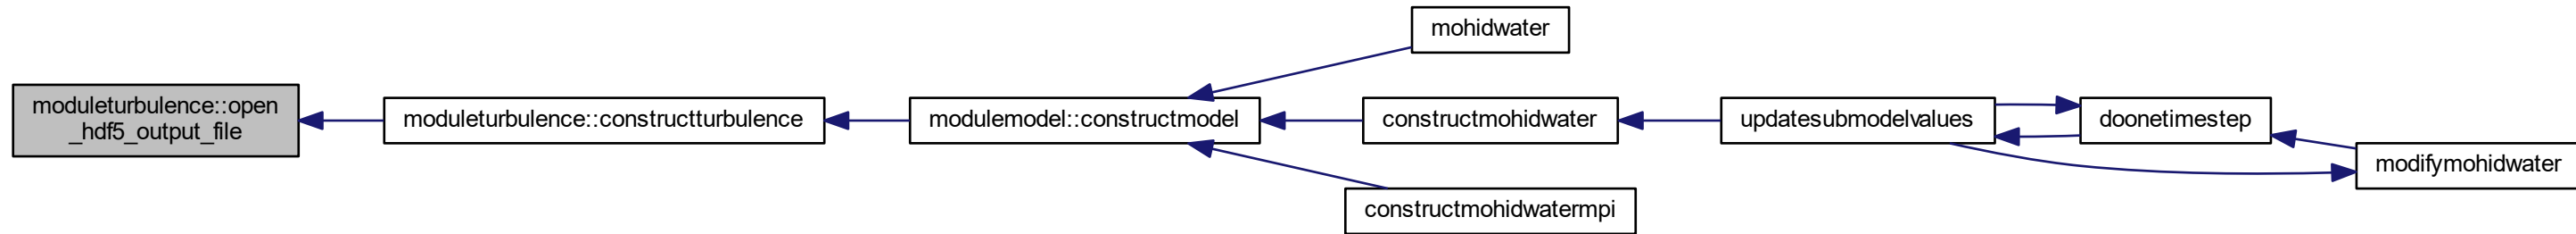 moduleturbulence::open
_hdf5_output_file
moduleturbulence::constructturbulence
modulemodel::constructmodel
mohidwater
constructmohidwater
constructmohidwatermpi
updatesubmodelvalues
doonetimestep
modifymohidwater